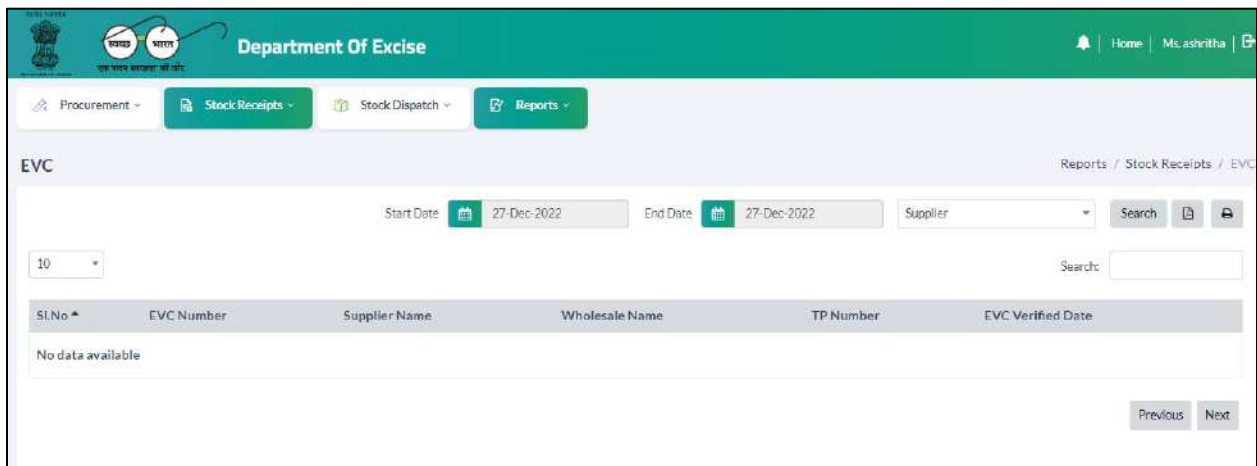 स्वच्छ भारत
एक कदम स्वच्छता की ओर
Department Of Excise
Home | Ms. ashritha |
Procurement
Stock Receipts
Stock Dispatch
Reports
EVC
Reports / Stock Receipts / EVC
Start Date 27-Dec-2022 End Date 27-Dec-2022 Supplier Search
10 Search:
Sl.No EVC Number Supplier Name Wholesale Name TP Number EVC Verified Date
No data available
Previous Next